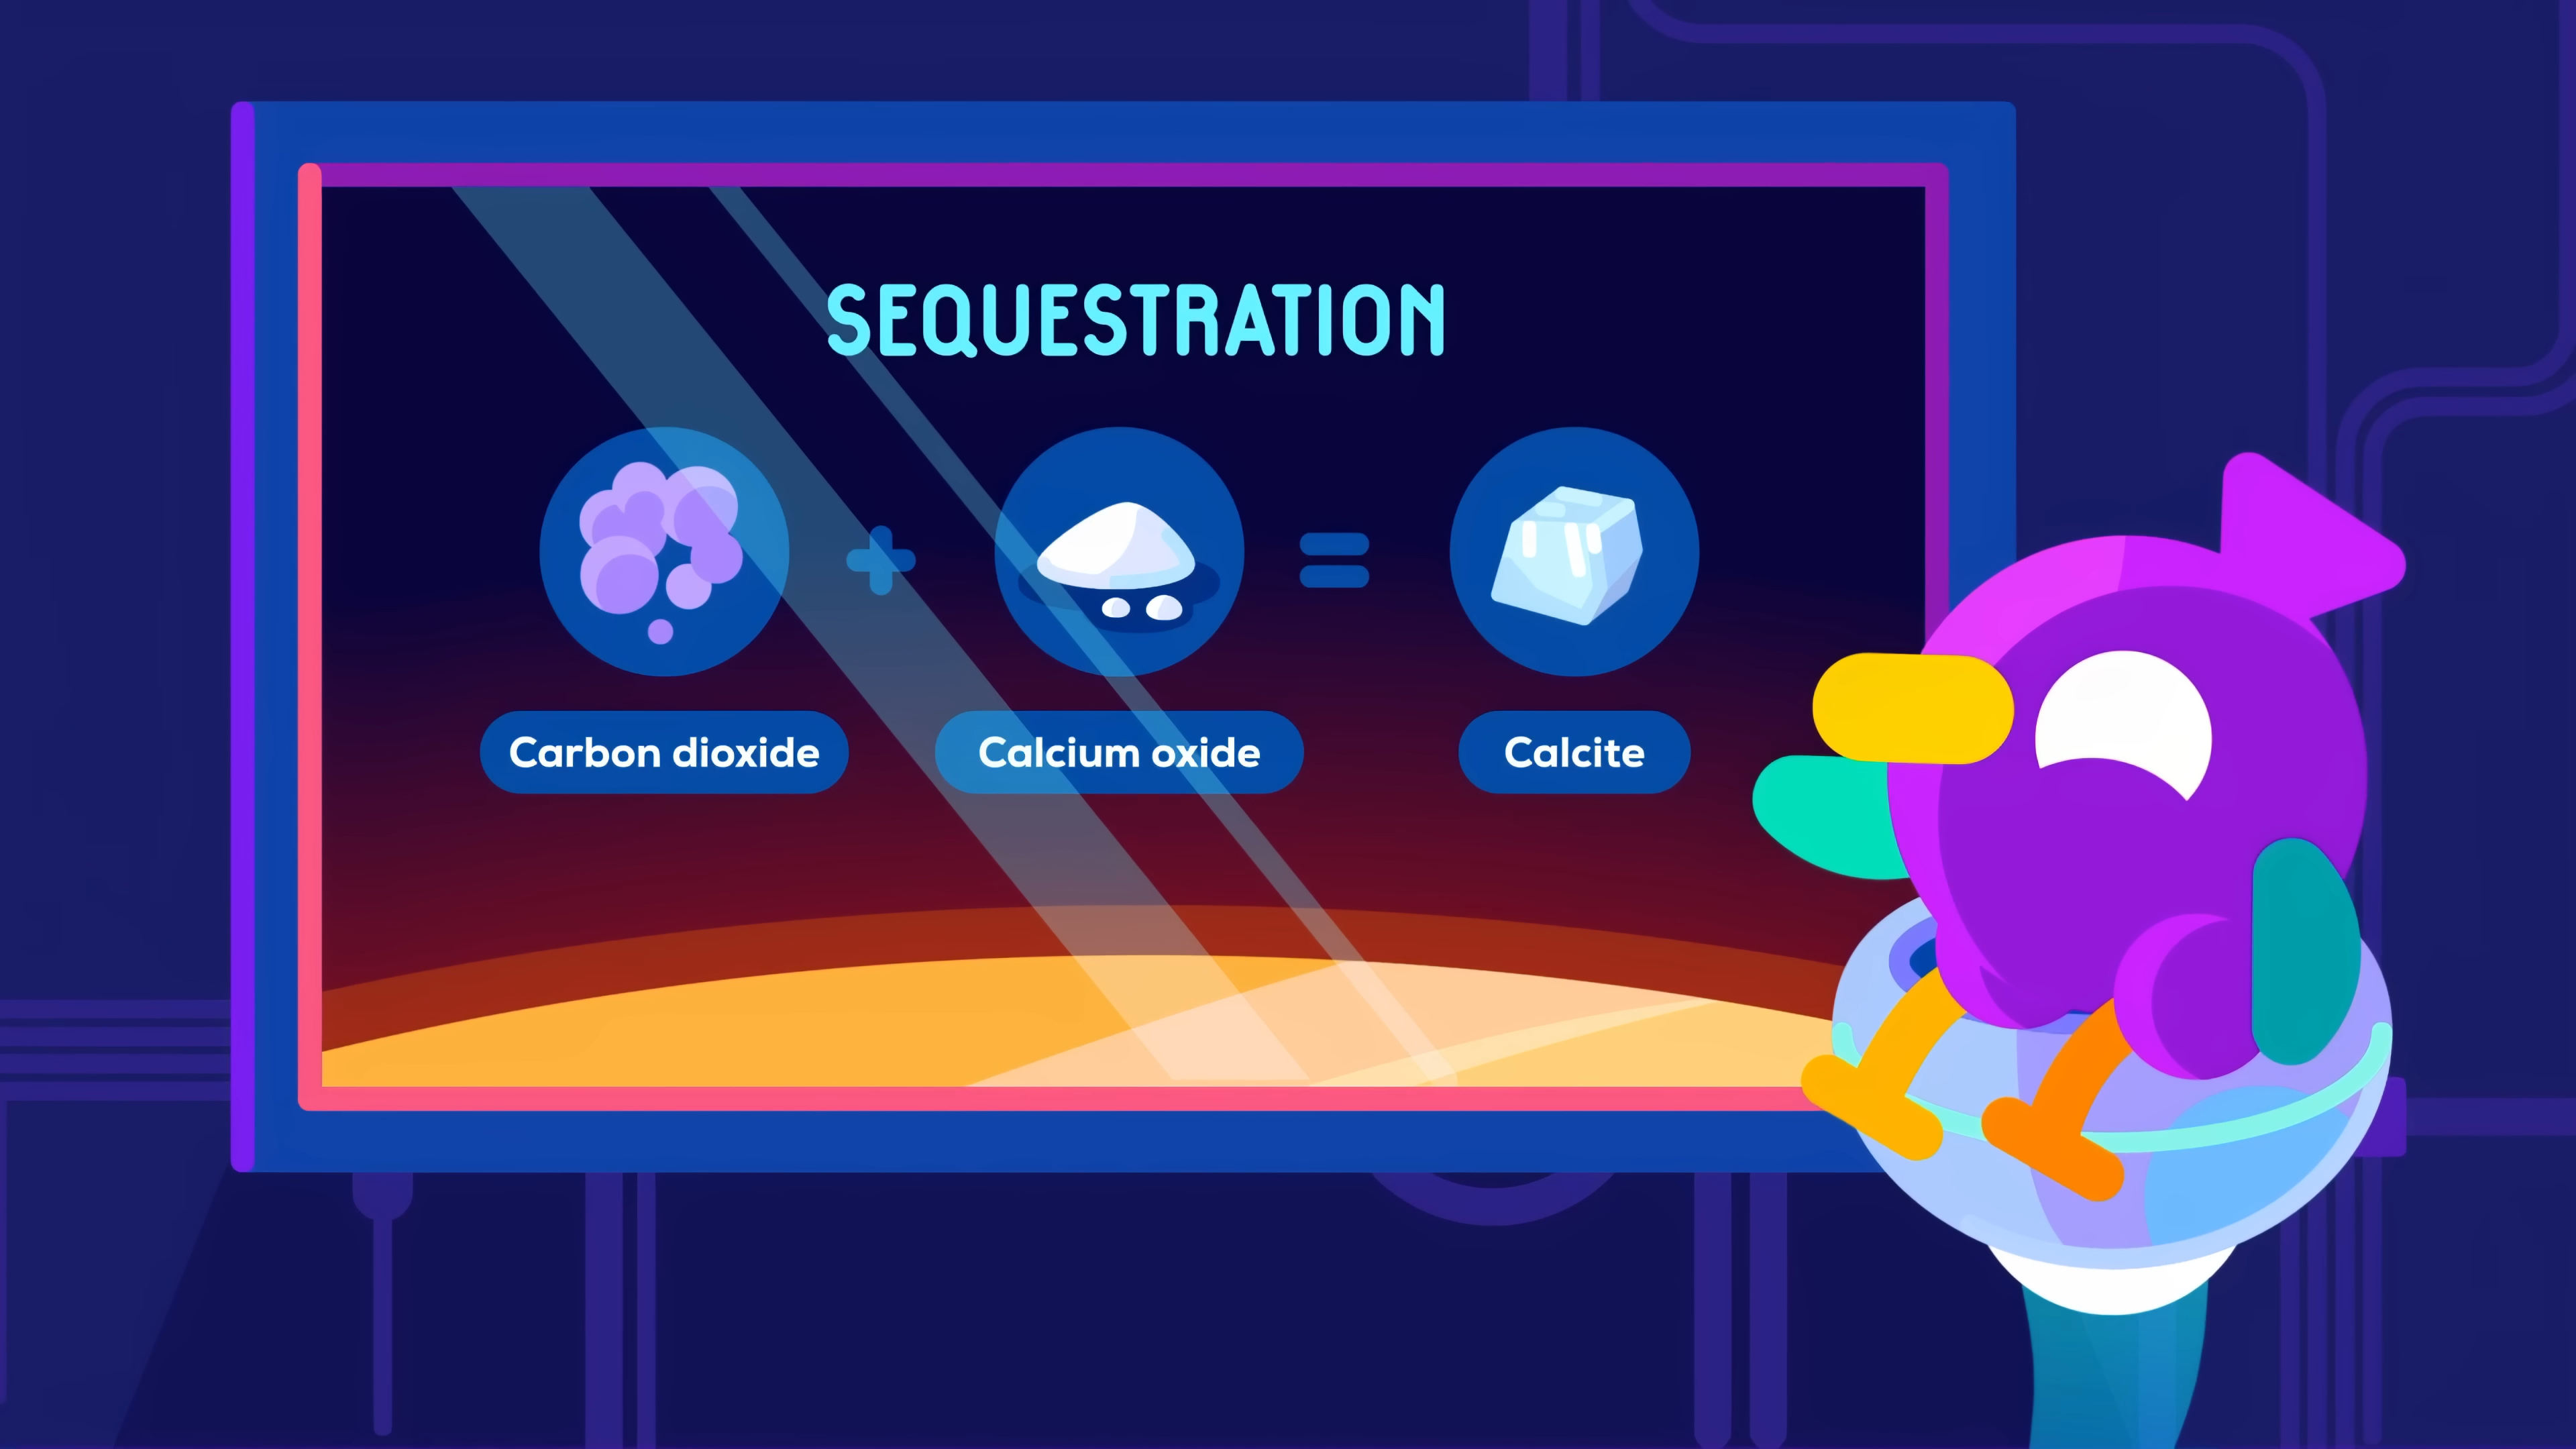 SEQUESTRATION
Carbon dioxide + Calcium oxide = Calcite